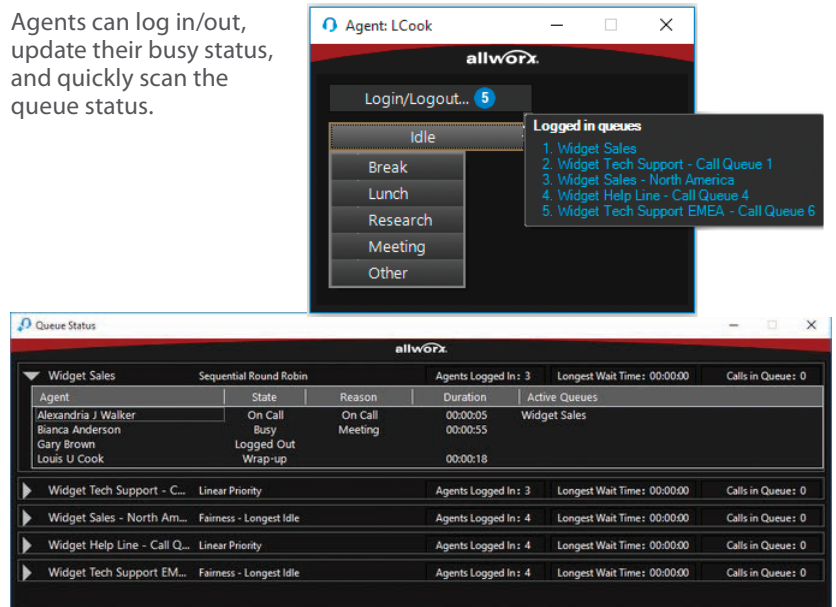 Agents can log in/out,
update their busy status,
and quickly scan the
queue status.
Agent: LCook
allworx
Login/Logout... 5
Idle
Break
Lunch
Research
Meeting
Other
Logged in queues
1. Widget Sales
2. Widget Tech Support - Call Queue 1
3. Widget Sales - North America
4. Widget Help Line - Call Queue 4
5. Widget Tech Support EMEA - Call Queue 6
Queue Status
allworx
Widget Sales Sequential Round Robin Agents Logged In: 3 Longest Wait Time: 00:00:00 Calls in Queue: 0
Agent State Reason Duration Active Queues
Alexandria J Walker On Call On Call 00:00:05 Widget Sales
Bianca Anderson Busy Meeting 00:00:55
Gary Brown Logged Out
Louis U Cook Wrap-up 00:00:18
Widget Tech Support - C... Linear Priority Agents Logged In: 3 Longest Wait Time: 00:00:00 Calls in Queue: 0
Widget Sales - North Am... Fairness - Longest Idle Agents Logged In: 4 Longest Wait Time: 00:00:00 Calls in Queue: 0
Widget Help Line - Call Q... Linear Priority Agents Logged In: 4 Longest Wait Time: 00:00:00 Calls in Queue: 0
Widget Tech Support EM... Fairness - Longest Idle Agents Logged In: 4 Longest Wait Time: 00:00:00 Calls in Queue: 0